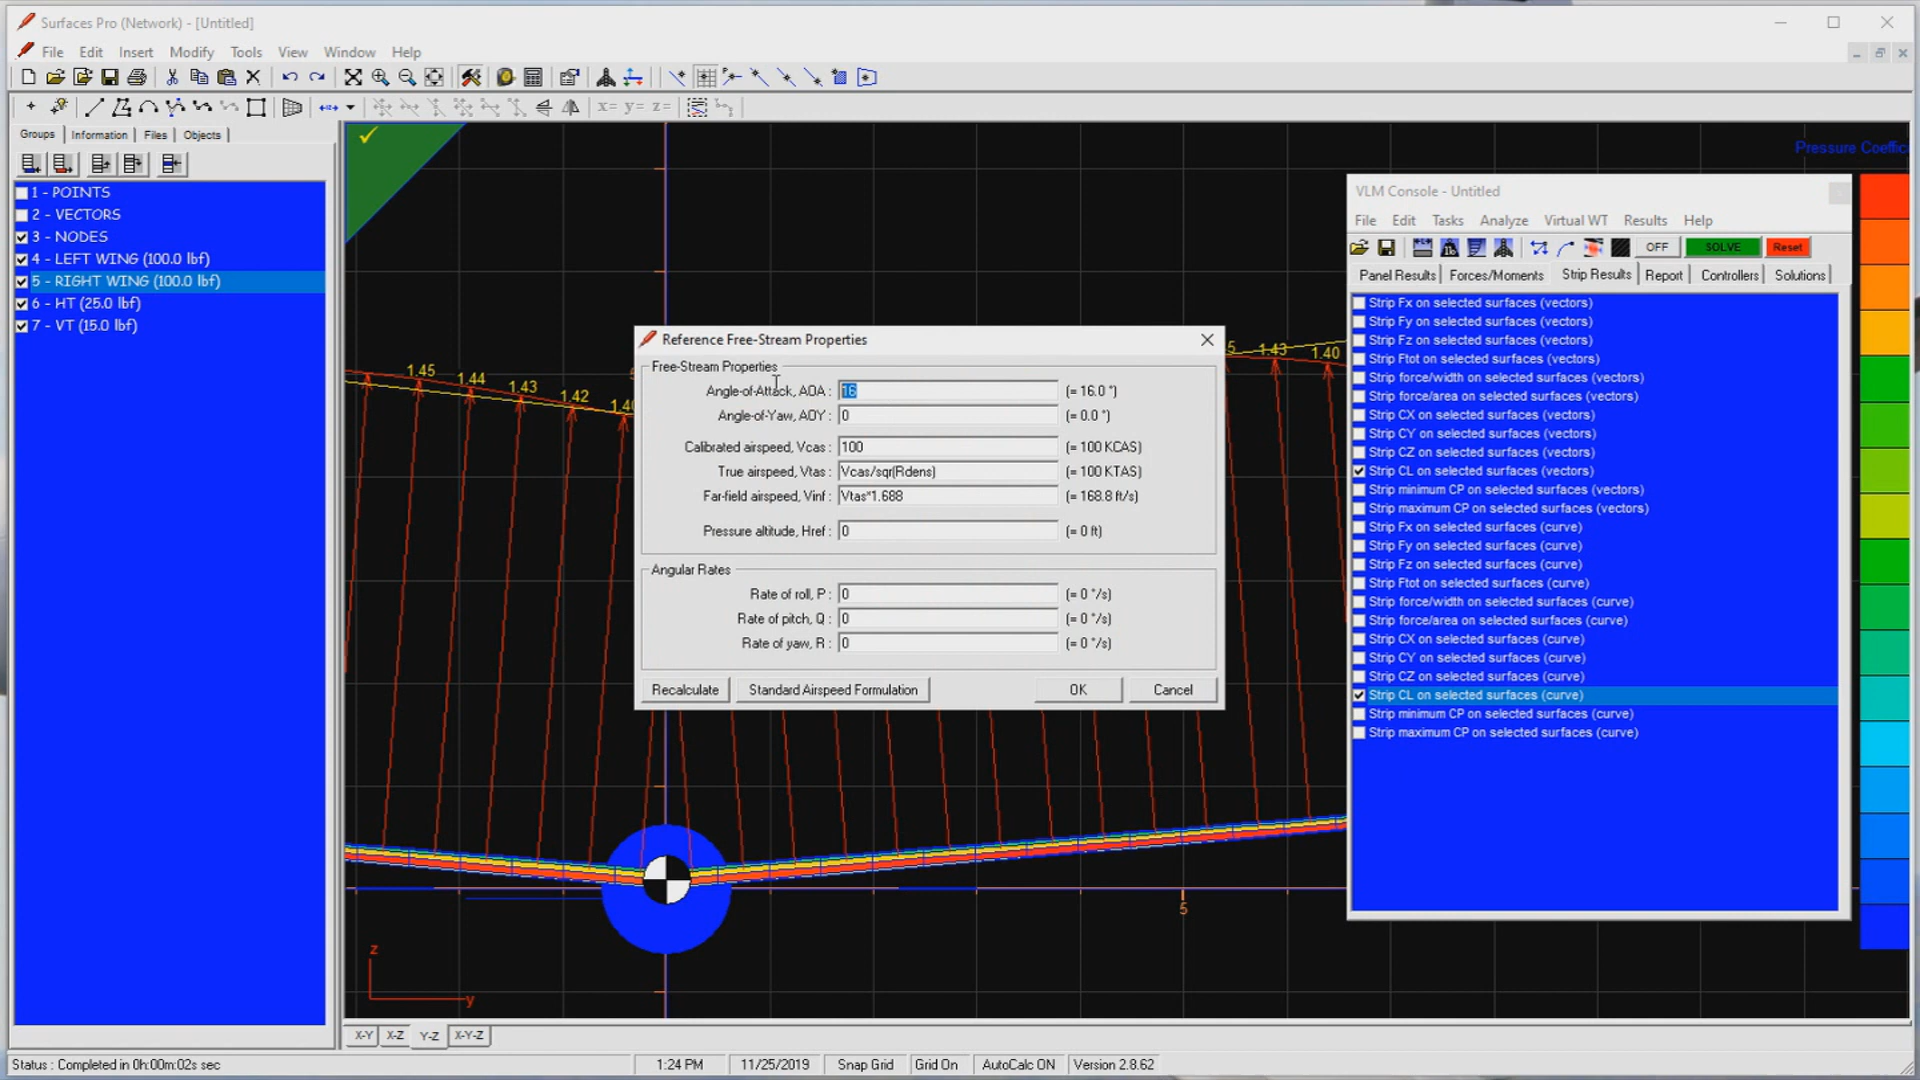 Surfaces Pro (Network) - [Untitled]
File Edit Insert Modify Tools View Window Help
x= y= z=
Groups Information Files Objects
1 - POINTS
2 - VECTORS
3 - NODES
4 - LEFT WING (100.0 lbf)
5 - RIGHT WING (100.0 lbf)
6 - HT (25.0 lbf)
7 - VT (15.0 lbf)
Pressure Coeffic
1.45
1.44
1.43
1.42
1.43
1.40
5
z
y
Reference Free-Stream Properties
Free-Stream Properties
Angle-of-Attack, AOA : 16 (= 16.0 °)
Angle-of-Yaw, AOY : 0 (= 0.0 °)
Calibrated airspeed, Vcas : 100 (= 100 KCAS)
True airspeed, Vtas : Vcas/sqr(Rdens) (= 100 KTAS)
Far-field airspeed, Vinf : Vtas*1.688 (= 168.8 ft/s)
Pressure altitude, Href : 0 (= 0 ft)
Angular Rates
Rate of roll, P : 0 (= 0 °/s)
Rate of pitch, Q : 0 (= 0 °/s)
Rate of yaw, R : 0 (= 0 °/s)
Recalculate Standard Airspeed Formulation OK Cancel
VLM Console - Untitled
File Edit Tasks Analyze Virtual WT Results Help
OFF SOLVE Reset
Panel Results Forces/Moments Strip Results Report Controllers Solutions
Strip Fx on selected surfaces (vectors)
Strip Fy on selected surfaces (vectors)
Strip Fz on selected surfaces (vectors)
Strip Ftot on selected surfaces (vectors)
Strip force/width on selected surfaces (vectors)
Strip force/area on selected surfaces (vectors)
Strip CX on selected surfaces (vectors)
Strip CY on selected surfaces (vectors)
Strip CZ on selected surfaces (vectors)
Strip CL on selected surfaces (vectors)
Strip minimum CP on selected surfaces (vectors)
Strip maximum CP on selected surfaces (vectors)
Strip Fx on selected surfaces (curve)
Strip Fy on selected surfaces (curve)
Strip Fz on selected surfaces (curve)
Strip Ftot on selected surfaces (curve)
Strip force/width on selected surfaces (curve)
Strip force/area on selected surfaces (curve)
Strip CX on selected surfaces (curve)
Strip CY on selected surfaces (curve)
Strip CZ on selected surfaces (curve)
Strip CL on selected surfaces (curve)
Strip minimum CP on selected surfaces (curve)
Strip maximum CP on selected surfaces (curve)
X-Y X-Z Y-Z X-Y-Z
Status : Completed in 0h:00m:02s sec 1:24 PM 11/25/2019 Snap Grid Grid On AutoCalc ON Version 2.8.62